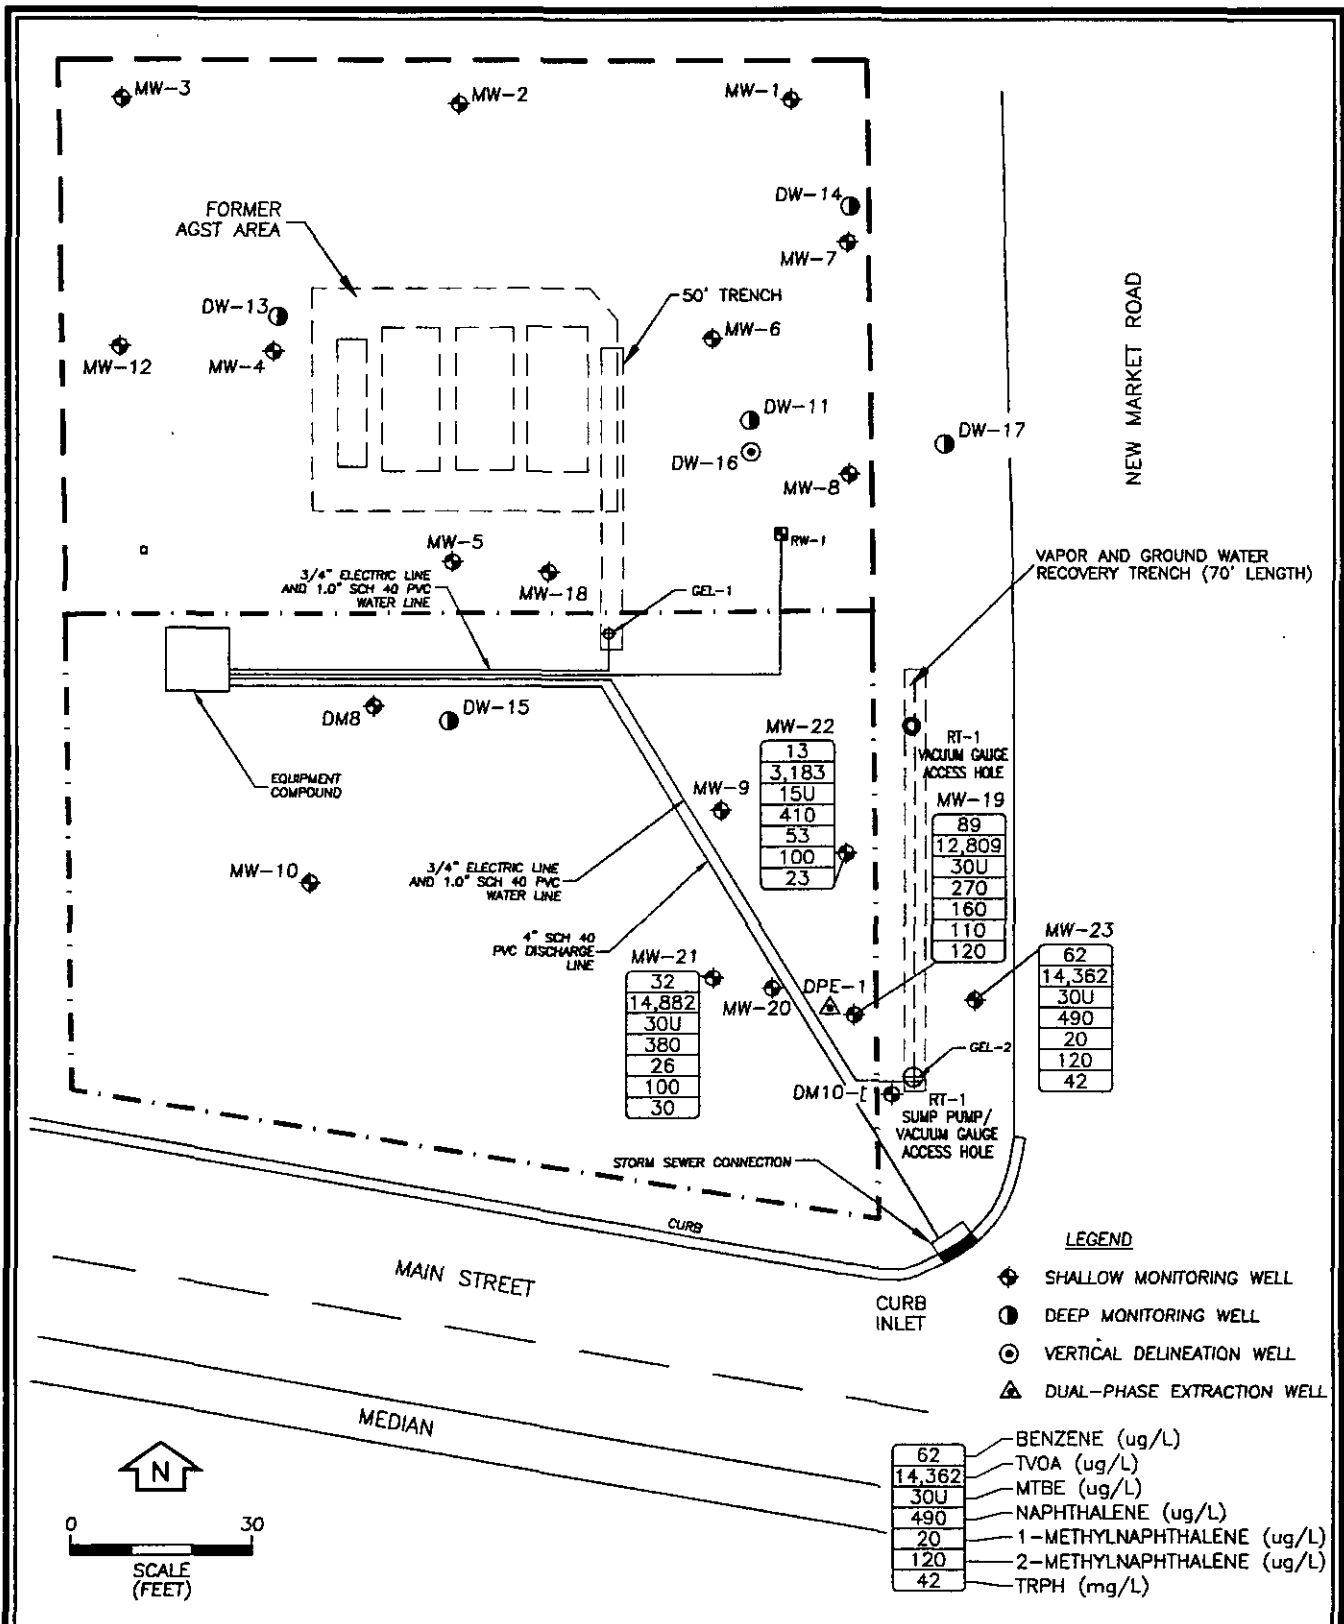 MW-3
MW-2
MW-1
DW-14
MW-7
FORMER
AGST AREA
50' TRENCH
DW-13
MW-6
MW-12
MW-4
NEW MARKET ROAD
DW-11
DW-17
DW-16
MW-8
MW-5
RW-1
VAPOR AND GROUND WATER
RECOVERY TRENCH (70' LENGTH)
3/4" ELECTRIC LINE
AND 1.0" SCH 40 PVC
WATER LINE
MW-18
GEL-1
DM8
DW-15
MW-22
13
3,183
15U
410
53
100
23
RT-1
VACUUM GAUGE
ACCESS HOLE
EQUIPMENT
COMPOUND
MW-9
MW-19
89
12,809
30U
270
160
110
120
3/4" ELECTRIC LINE
AND 1.0" SCH 40 PVC
WATER LINE
MW-10
4" SCH 40
PVC DISCHARGE
LINE
MW-23
62
14,362
30U
490
20
120
42
MW-21
32
14,882
30U
380
26
100
30
MW-20
DPE-1
GEL-2
DM10-t
RT-1
SUMP PUMP/
VACUUM GAUGE
ACCESS HOLE
STORM SEWER CONNECTION
CURB
LEGEND
MAIN STREET
SHALLOW MONITORING WELL
CURB
INLET
DEEP MONITORING WELL
VERTICAL DELINEATION WELL
DUAL-PHASE EXTRACTION WELL
MEDIAN
62 BENZENE (ug/L)
14,362 TVOA (ug/L)
30U MTBE (ug/L)
490 NAPHTHALENE (ug/L)
20 1-METHYLNAPHTHALENE (ug/L)
120 2-METHYLNAPHTHALENE (ug/L)
42 TRPH (mg/L)
N
0 30
SCALE
(FEET)